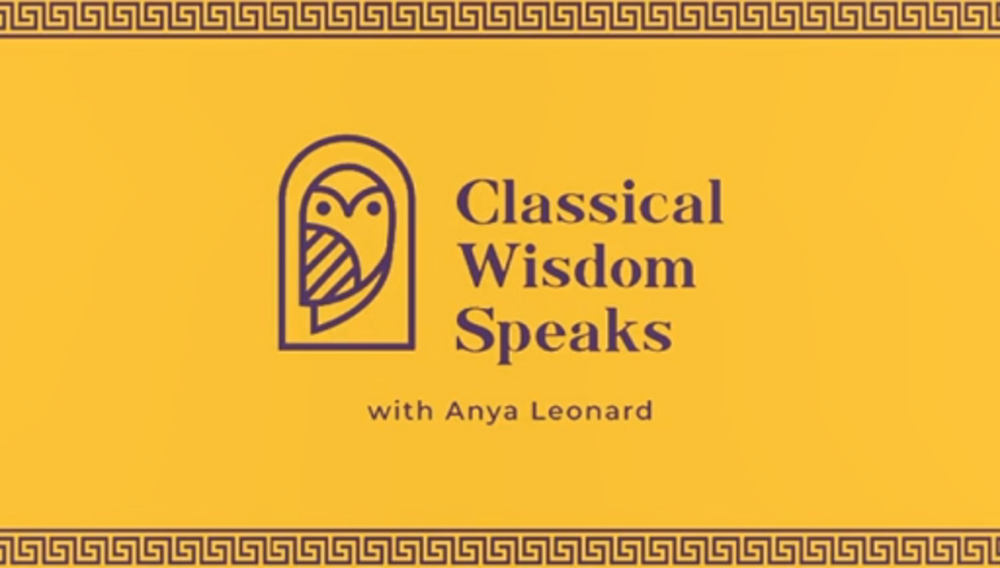 Classical
Wisdom
Speaks
with Anya Leonard